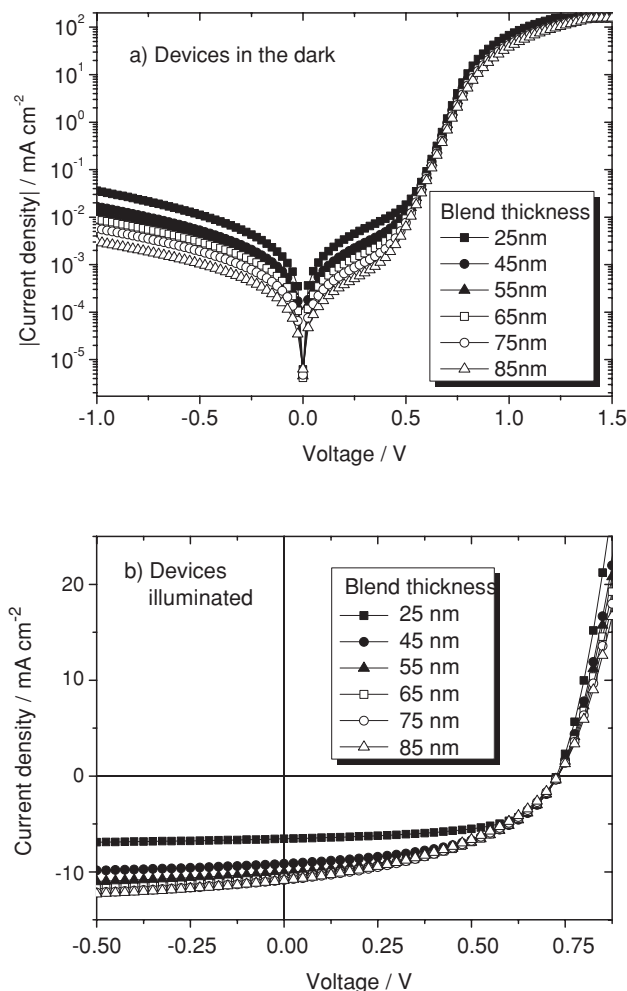 a) Devices in the dark
|Current density| / mA cm⁻²
10²
10¹
10⁰
10⁻¹
10⁻²
10⁻³
10⁻⁴
10⁻⁵
Blend thickness
25nm
45nm
55nm
65nm
75nm
85nm
-1.0 -0.5 0.0 0.5 1.0 1.5
Voltage / V
b) Devices
illuminated
Current density / mA cm⁻²
20
10
0
-10
Blend thickness
25 nm
45 nm
55 nm
65 nm
75 nm
85 nm
-0.50 -0.25 0.00 0.25 0.50 0.75
Voltage / V